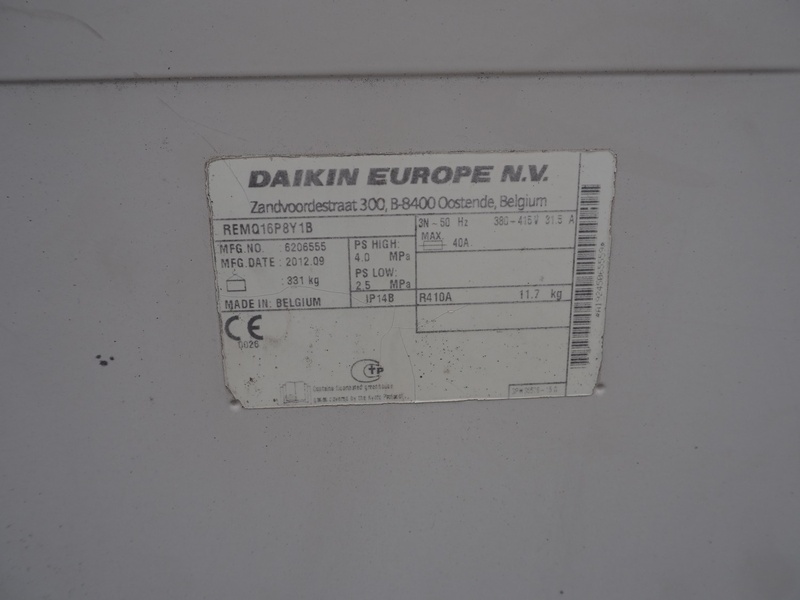 DAIKIN EUROPE N.V.
Zandvoordestraat 300, B-8400 Oostende, Belgium
REMQ16P8Y1B
3N~50 Hz 380-415V 31.5 A
MAX. 40A
MFG.NO. 6206555
MFG.DATE : 2012.09
: 331 kg
PS HIGH:
4.0 MPa
PS LOW:
2.5 MPa
MADE IN: BELGIUM
IP14B
R410A 11.7 kg
CE
0026